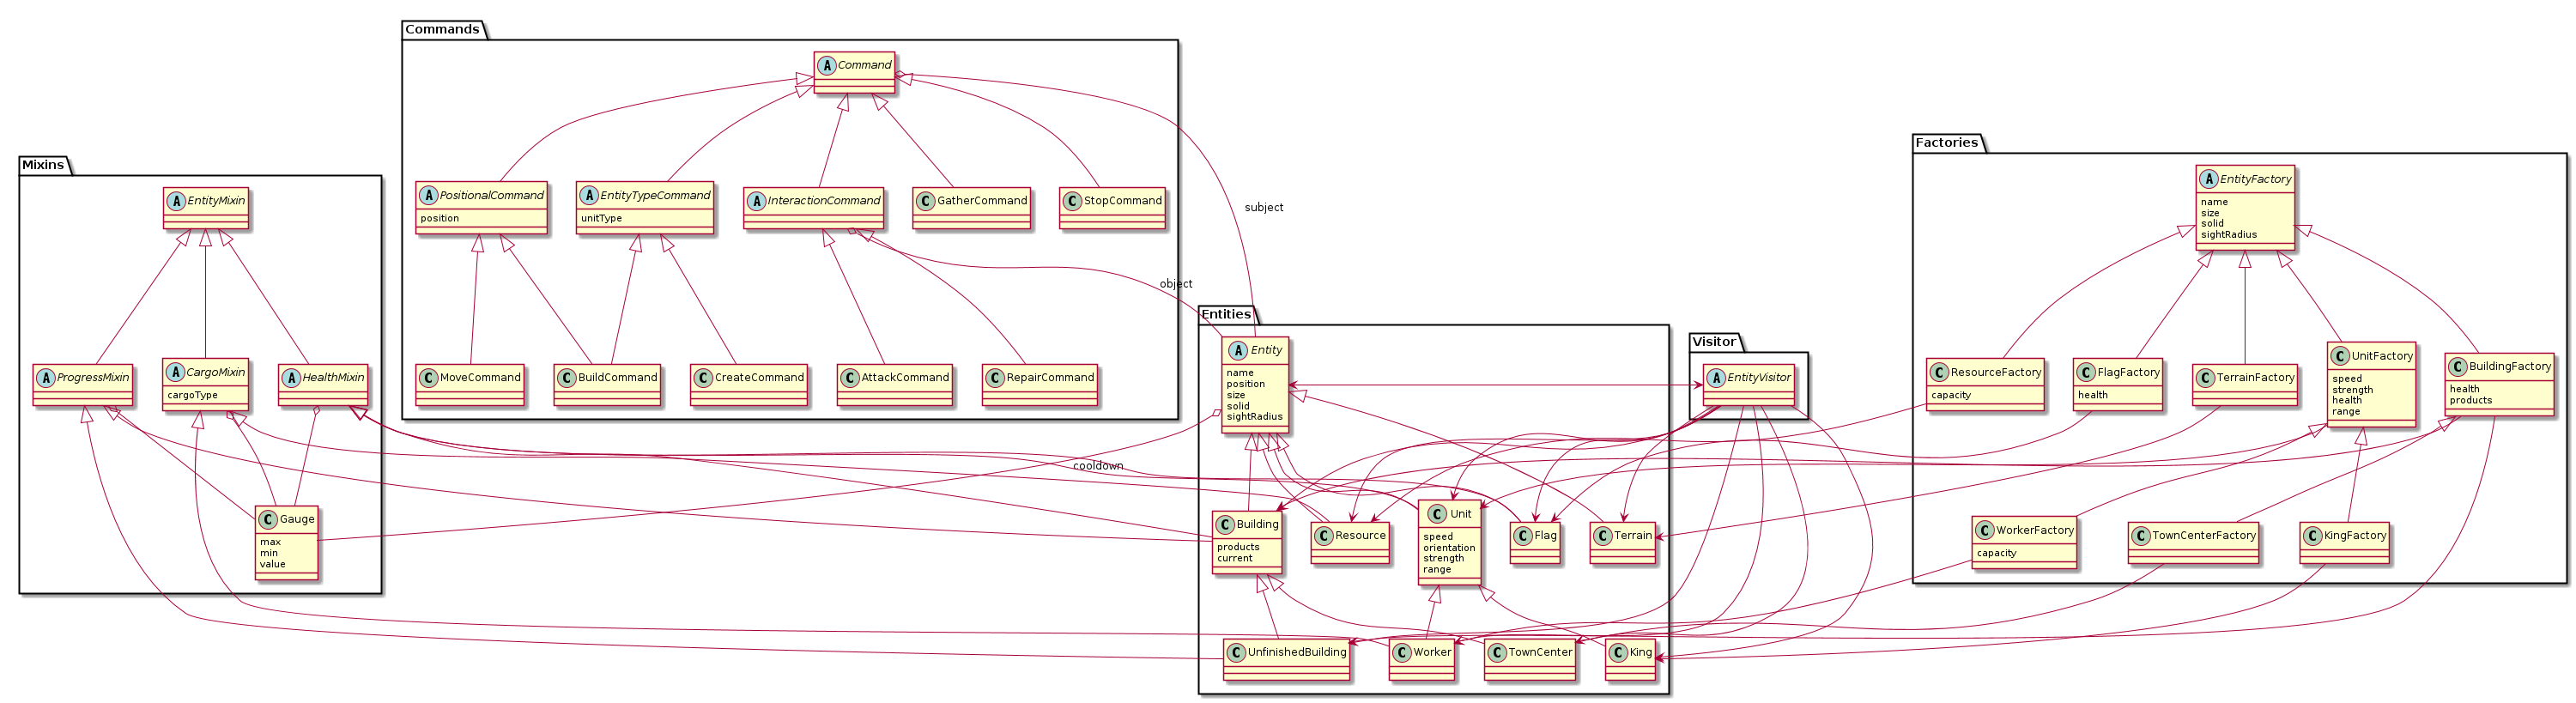 Mixins
A EntityMixin
A ProgressMixin
A CargoMixin
cargoType
A HealthMixin
C Gauge
max
min
value
Commands
A Command
A PositionalCommand
position
A EntityTypeCommand
unitType
A InteractionCommand
C GatherCommand
C StopCommand
C MoveCommand
C BuildCommand
C CreateCommand
C AttackCommand
C RepairCommand
subject
object
cooldown
Entities
A Entity
name
position
size
solid
sightRadius
C Building
products
current
C Resource
C Unit
speed
orientation
strength
range
C Flag
C Terrain
C UnfinishedBuilding
C Worker
C TownCenter
C King
Visitor
A EntityVisitor
Factories
A EntityFactory
name
size
solid
sightRadius
C ResourceFactory
capacity
C FlagFactory
health
C TerrainFactory
C UnitFactory
speed
strength
health
range
C BuildingFactory
health
products
C WorkerFactory
capacity
C TownCenterFactory
C KingFactory